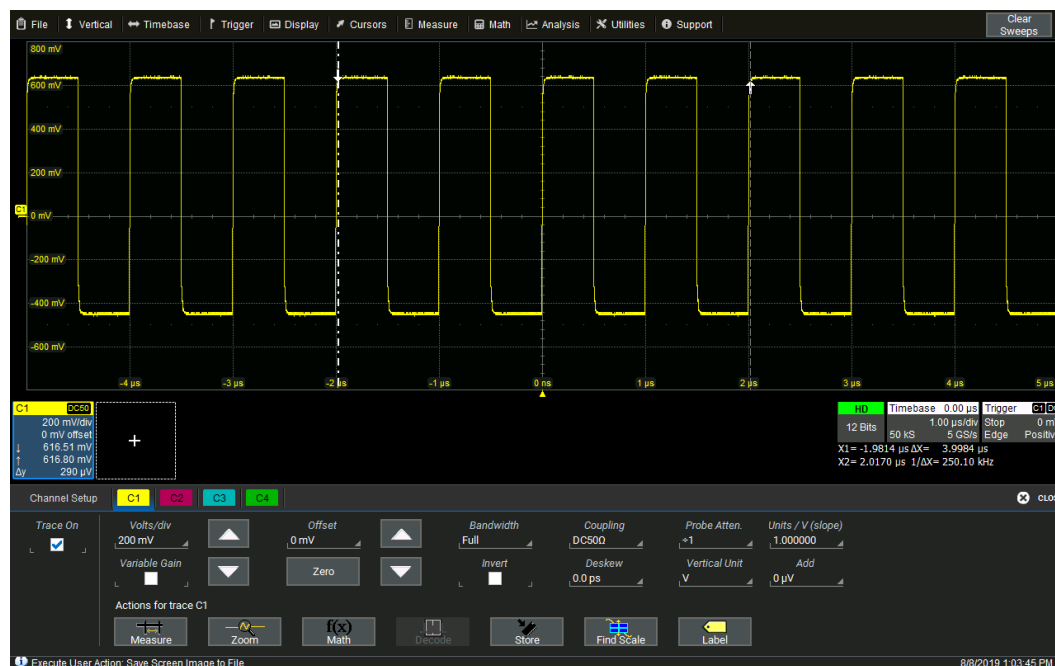 File Vertical Timebase Trigger Display Cursors Measure Math Analysis Utilities Support Clear Sweeps
800 mV
600 mV
400 mV
200 mV
C1 0 mV
-200 mV
-400 mV
-600 mV
-4 µs -3 µs -2 µs -1 µs 0 ns 1 µs 2 µs 3 µs 4 µs 5 µs
C1 DC50
200 mV/div
0 mV offset
↓ 616.51 mV
↑ 616.80 mV
Δy 290 µV
+
HD
12 Bits
Timebase 0.00 µs
1.00 µs/div
50 kS 5 GS/s
Trigger C1 D
Stop 0 m
Edge Positiv
X1= -1.9814 µs ΔX= 3.9984 µs
X2= 2.0170 µs 1/ΔX= 250.10 kHz
Channel Setup C1 C2 C3 C4 CLOS
Trace On Volts/div Offset Bandwidth Coupling Probe Atten. Units / V (slope)
200 mV 0 mV Full DC50Ω ÷1 1.000000
Variable Gain Zero Invert Deskew Vertical Unit Add
0.0 ps V 0 µV
Actions for trace C1
Measure Zoom f(x) Math Decode Store Find Scale Label
Execute User Action: Save Screen Image to File 8/8/2019 1:03:45 PM